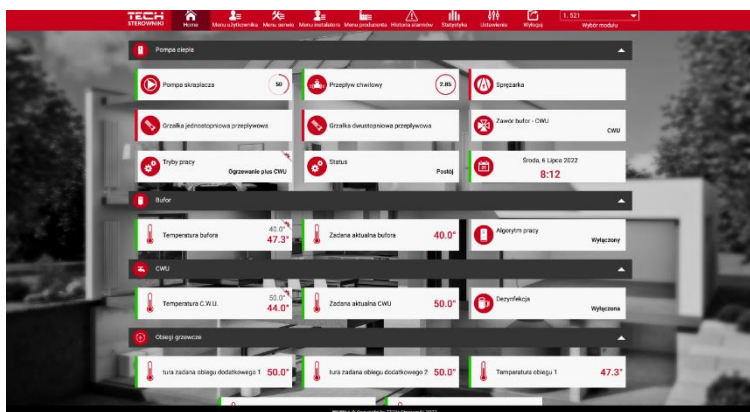 TECH
STEROWNIKI
Home
Menu użytkownika
Menu serwis
Menu instalatora
Menu producenta
Historia alarmów
Statystyka
Ustawienia
Wyloguj
1. 521
Wybór modułu
Pompa ciepła
Pompa skraplacza
50
Przepływ chwilowy
2.85
Sprężarka
Grzałka jednostopniowa przepływowa
Grzałka dwustopniowa przepływowa
Zawór bufor - CWU
CWU
Tryby pracy
Ogrzewanie plus CWU
Status
Postój
Środa, 6 Lipca 2022
8:12
Bufor
Temperatura bufora
40.0°
47.3°
Zadana aktualna bufora
40.0°
Algorytm pracy
Wyłączony
CWU
Temperatura C.W.U.
50.0°
44.0°
Zadana aktualna CWU
50.0°
Dezynfekcja
Wyłączona
Obiegi grzewcze
tura zadana obiegu dodatkowego 1
50.0°
tura zadana obiegu dodatkowego 2
50.0°
Temperatura obiegu 1
47.3°